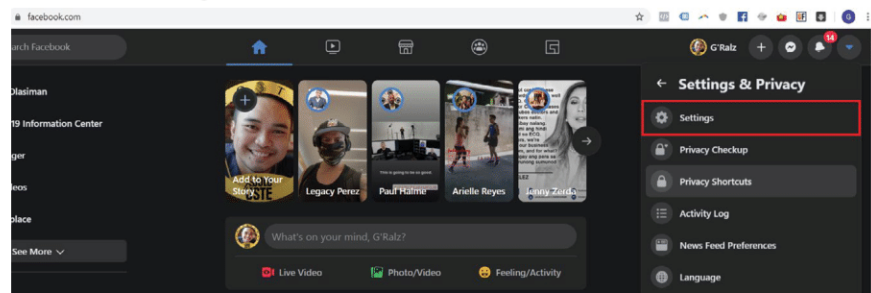 facebook.com
arch Facebook
G'Ralz
14
Olasiman
19 Information Center
ger
leos
place
See More
Add to Your
Story
Legacy Perez
Paul Halme
Arielle Reyes
Jenny Zerda
What's on your mind, G'Ralz?
Live Video
Photo/Video
Feeling/Activity
Settings & Privacy
Settings
Privacy Checkup
Privacy Shortcuts
Activity Log
News Feed Preferences
Language